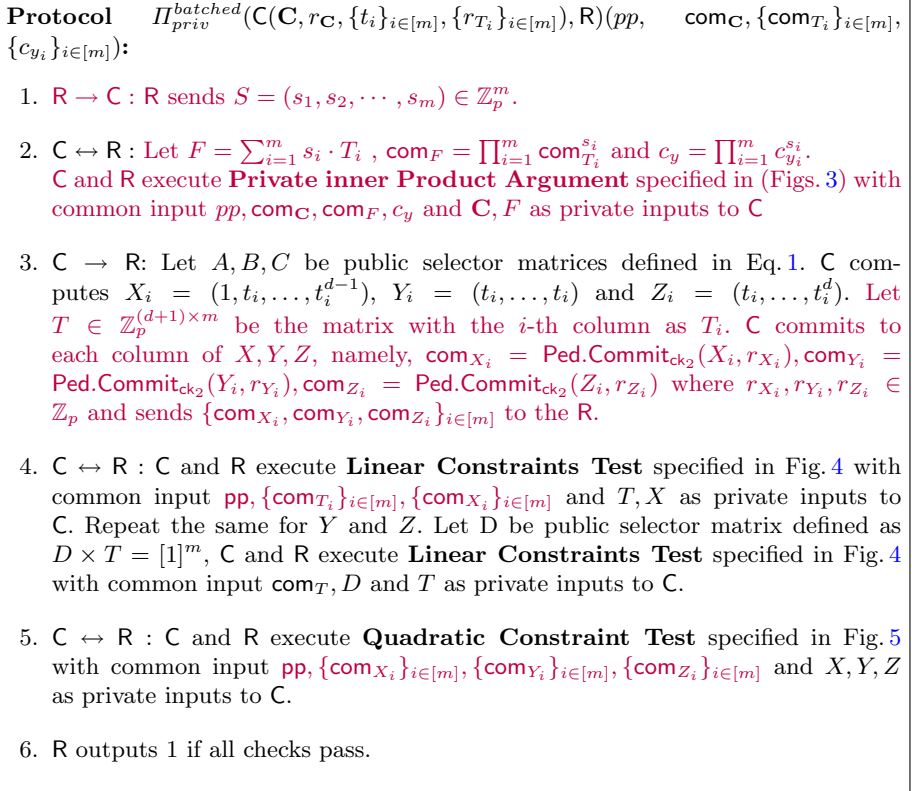 Protocol Π_{priv}^{batched}(C(𝐂, r_𝐂, {t_i}_{i∈[m]}, {r_{T_i}}_{i∈[m]}), R)(pp, com_𝐂, {com_{T_i}}_{i∈[m]},
{c_{y_i}}_{i∈[m]}):
1. R → C : R sends S = (s_1, s_2, ⋯ , s_m) ∈ ℤ_p^m.
2. C ↔ R : Let F = ∑_{i=1}^m s_i · T_i , com_F = ∏_{i=1}^m com_{T_i}^{s_i} and c_y = ∏_{i=1}^m c_{y_i}^{s_i}.
C and R execute Private inner Product Argument specified in (Figs. 3) with
common input pp, com_𝐂, com_F, c_y and 𝐂, F as private inputs to C
3. C → R: Let A, B, C be public selector matrices defined in Eq. 1. C com-
putes X_i = (1, t_i, . . . , t_i^{d−1}), Y_i = (t_i, . . . , t_i) and Z_i = (t_i, . . . , t_i^d). Let
T ∈ ℤ_p^{(d+1)×m} be the matrix with the i-th column as T_i. C commits to
each column of X, Y, Z, namely, com_{X_i} = Ped.Commit_{ck_2}(X_i, r_{X_i}), com_{Y_i} =
Ped.Commit_{ck_2}(Y_i, r_{Y_i}), com_{Z_i} = Ped.Commit_{ck_2}(Z_i, r_{Z_i}) where r_{X_i}, r_{Y_i}, r_{Z_i} ∈
ℤ_p and sends {com_{X_i}, com_{Y_i}, com_{Z_i}}_{i∈[m]} to the R.
4. C ↔ R : C and R execute Linear Constraints Test specified in Fig. 4 with
common input pp, {com_{T_i}}_{i∈[m]}, {com_{X_i}}_{i∈[m]} and T, X as private inputs to
C. Repeat the same for Y and Z. Let D be public selector matrix defined as
D × T = [1]^m, C and R execute Linear Constraints Test specified in Fig. 4
with common input com_T, D and T as private inputs to C.
5. C ↔ R : C and R execute Quadratic Constraint Test specified in Fig. 5
with common input pp, {com_{X_i}}_{i∈[m]}, {com_{Y_i}}_{i∈[m]}, {com_{Z_i}}_{i∈[m]} and X, Y, Z
as private inputs to C.
6. R outputs 1 if all checks pass.